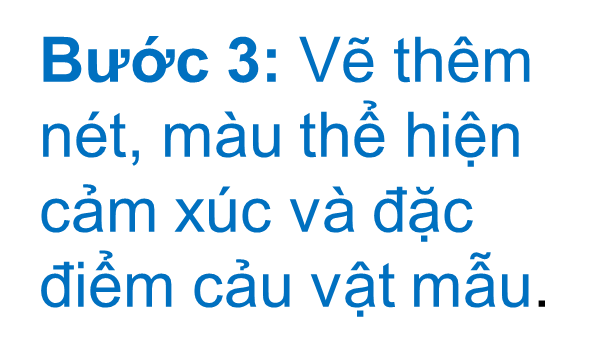 Bước 3: Vẽ thêm
nét, màu thể hiện
cảm xúc và đặc
điểm cảu vật mẫu.